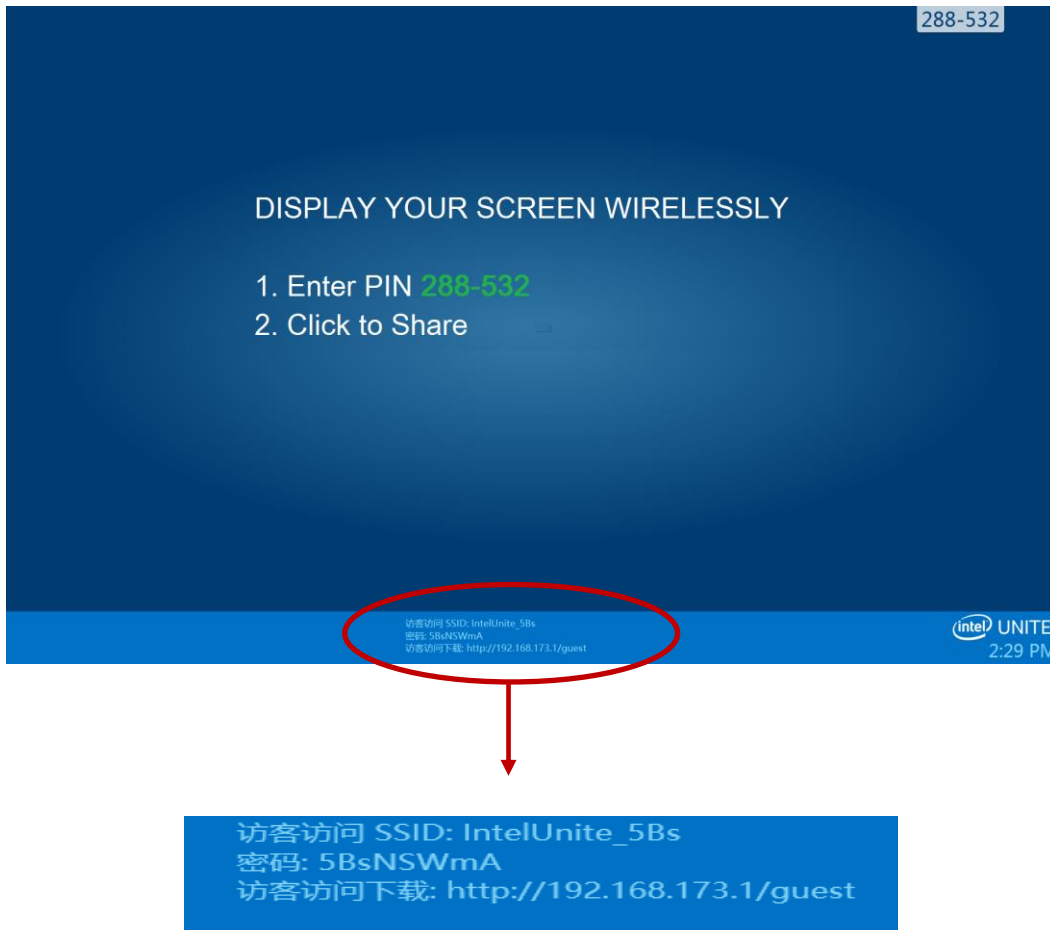 288-532
DISPLAY YOUR SCREEN WIRELESSLY
1. Enter PIN 288-532
2. Click to Share
访客访问 SSID: IntelUnite_5Bs
密码: 5BsNSWmA
访客访问下载: http://192.168.173.1/guest
intel UNITE
2:29 PM
访客访问 SSID: IntelUnite_5Bs
密码: 5BsNSWmA
访客访问下载: http://192.168.173.1/guest